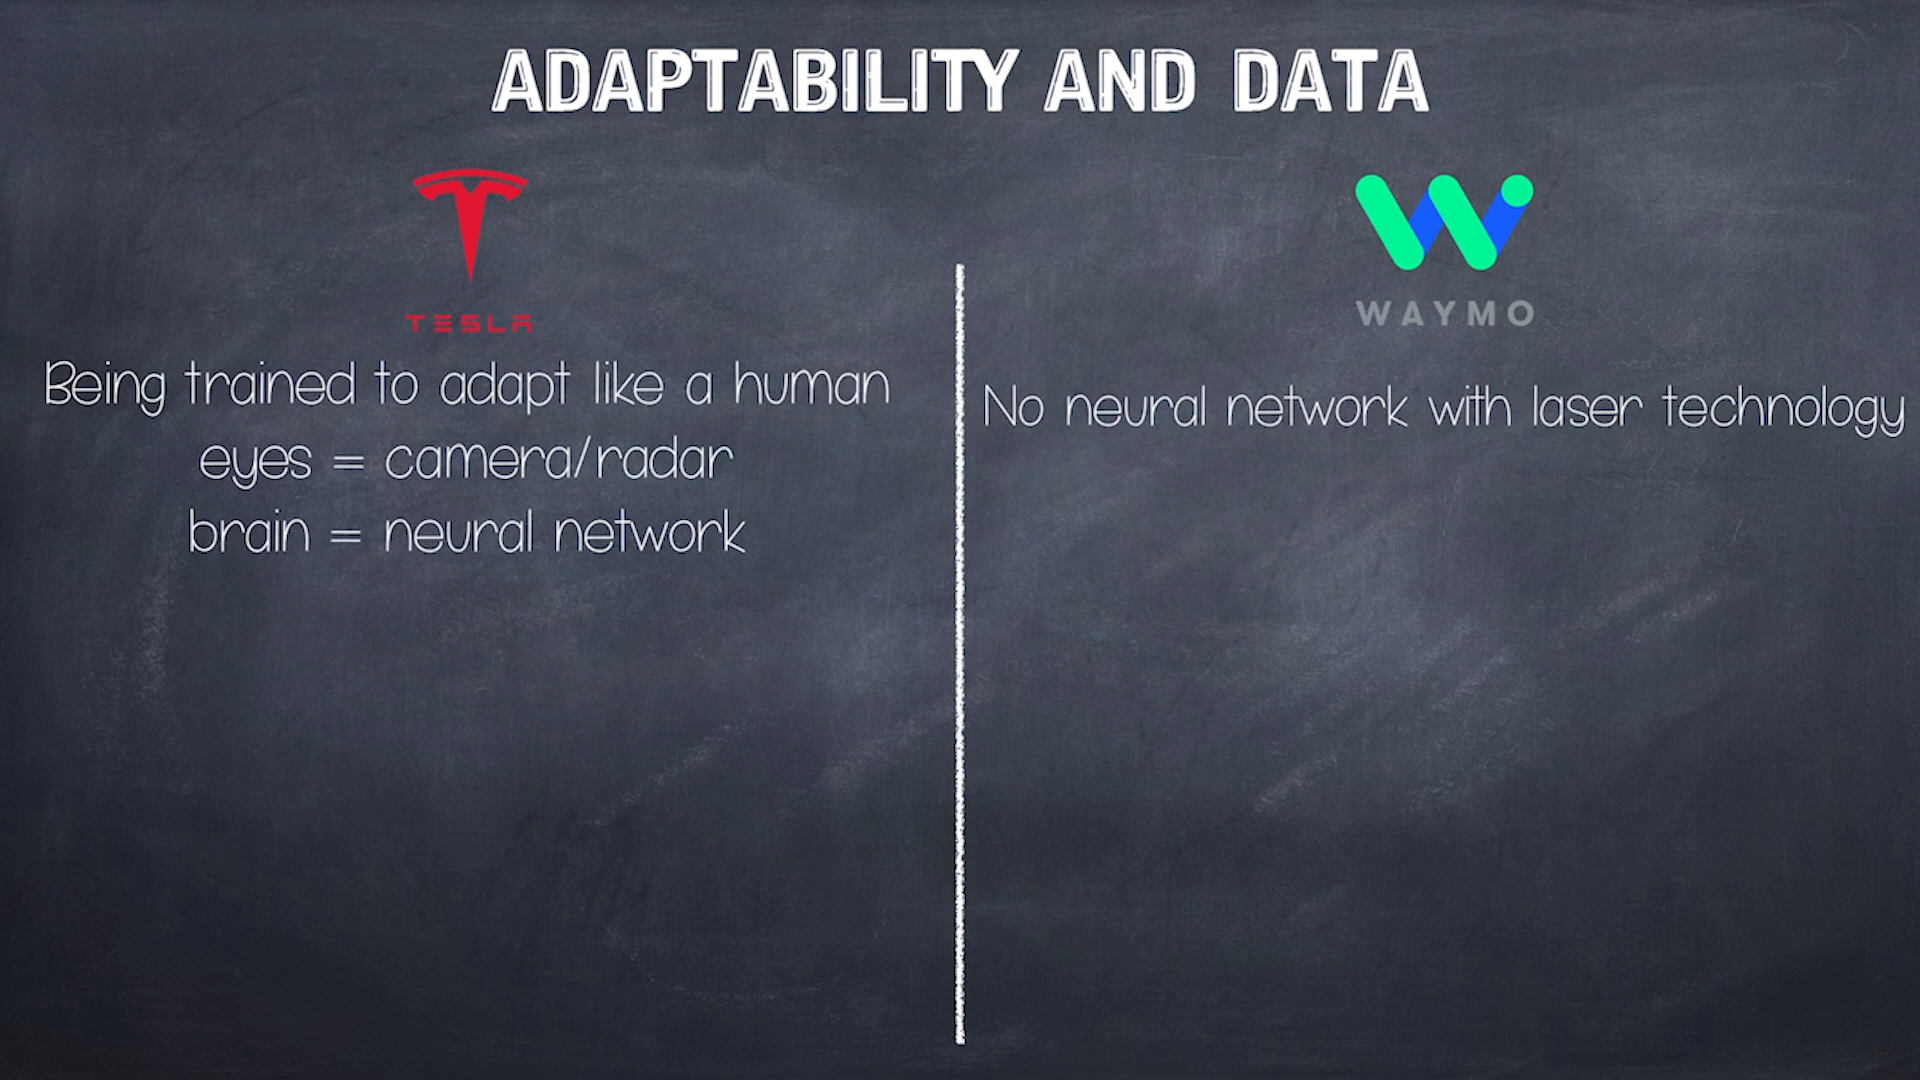 ADAPTABILITY AND DATA
TESLA
Being trained to adapt like a human
eyes = camera/radar
brain = neural network
WAYMO
No neural network with laser technology